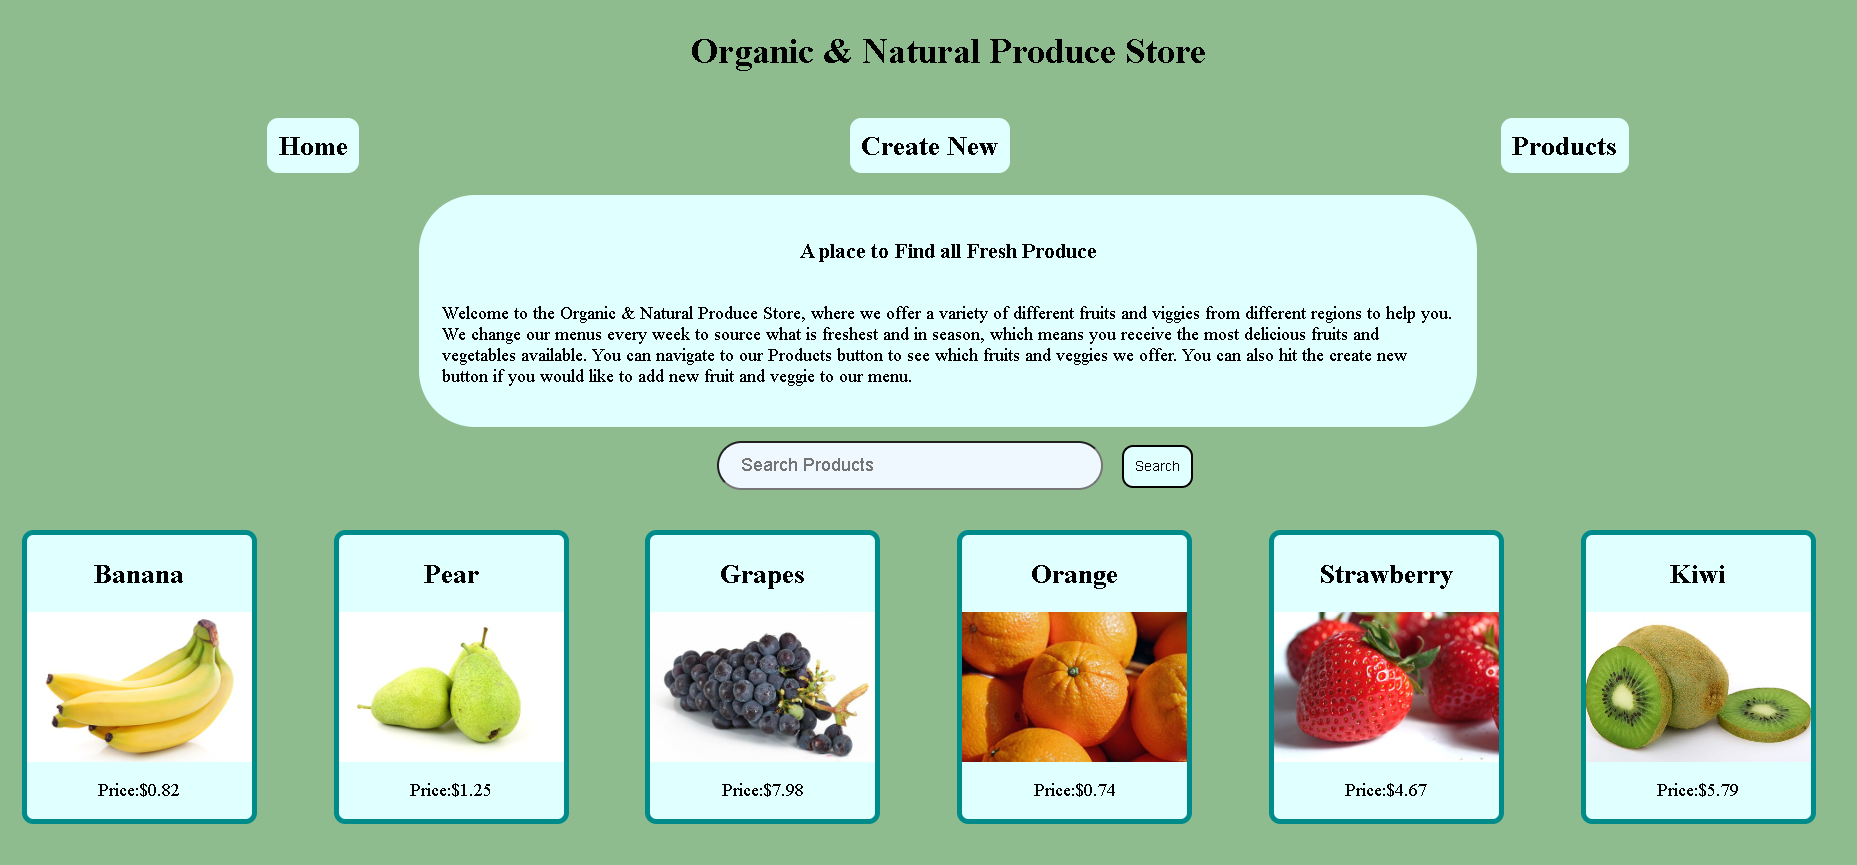 Organic & Natural Produce Store
Home
Create New
Products
A place to Find all Fresh Produce
Welcome to the Organic & Natural Produce Store, where we offer a variety of different fruits and viggies from different regions to help you.
We change our menus every week to source what is freshest and in season, which means you receive the most delicious fruits and
vegetables available. You can navigate to our Products button to see which fruits and veggies we offer. You can also hit the create new
button if you would like to add new fruit and veggie to our menu.
Search Products
Search
Banana
Pear
Grapes
Orange
Strawberry
Kiwi
Price:$0.82
Price:$1.25
Price:$7.98
Price:$0.74
Price:$4.67
Price:$5.79